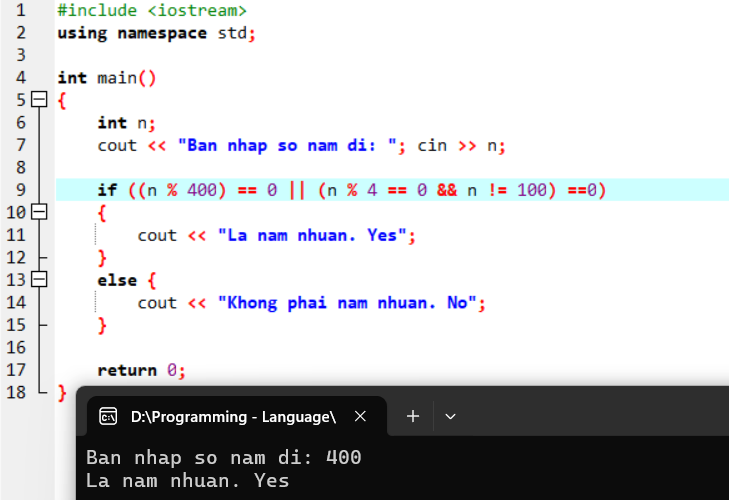 1 #include <iostream>
2 using namespace std;
3
4 int main()
5 {
6 int n;
7 cout << "Ban nhap so nam di: "; cin >> n;
8
9 if ((n % 400) == 0 || (n % 4 == 0 && n != 100) ==0)
10 {
11 cout << "La nam nhuan. Yes";
12 }
13 else {
14 cout << "Khong phai nam nhuan. No";
15 }
16
17 return 0;
18 }
D:\Programming - Language\
Ban nhap so nam di: 400
La nam nhuan. Yes